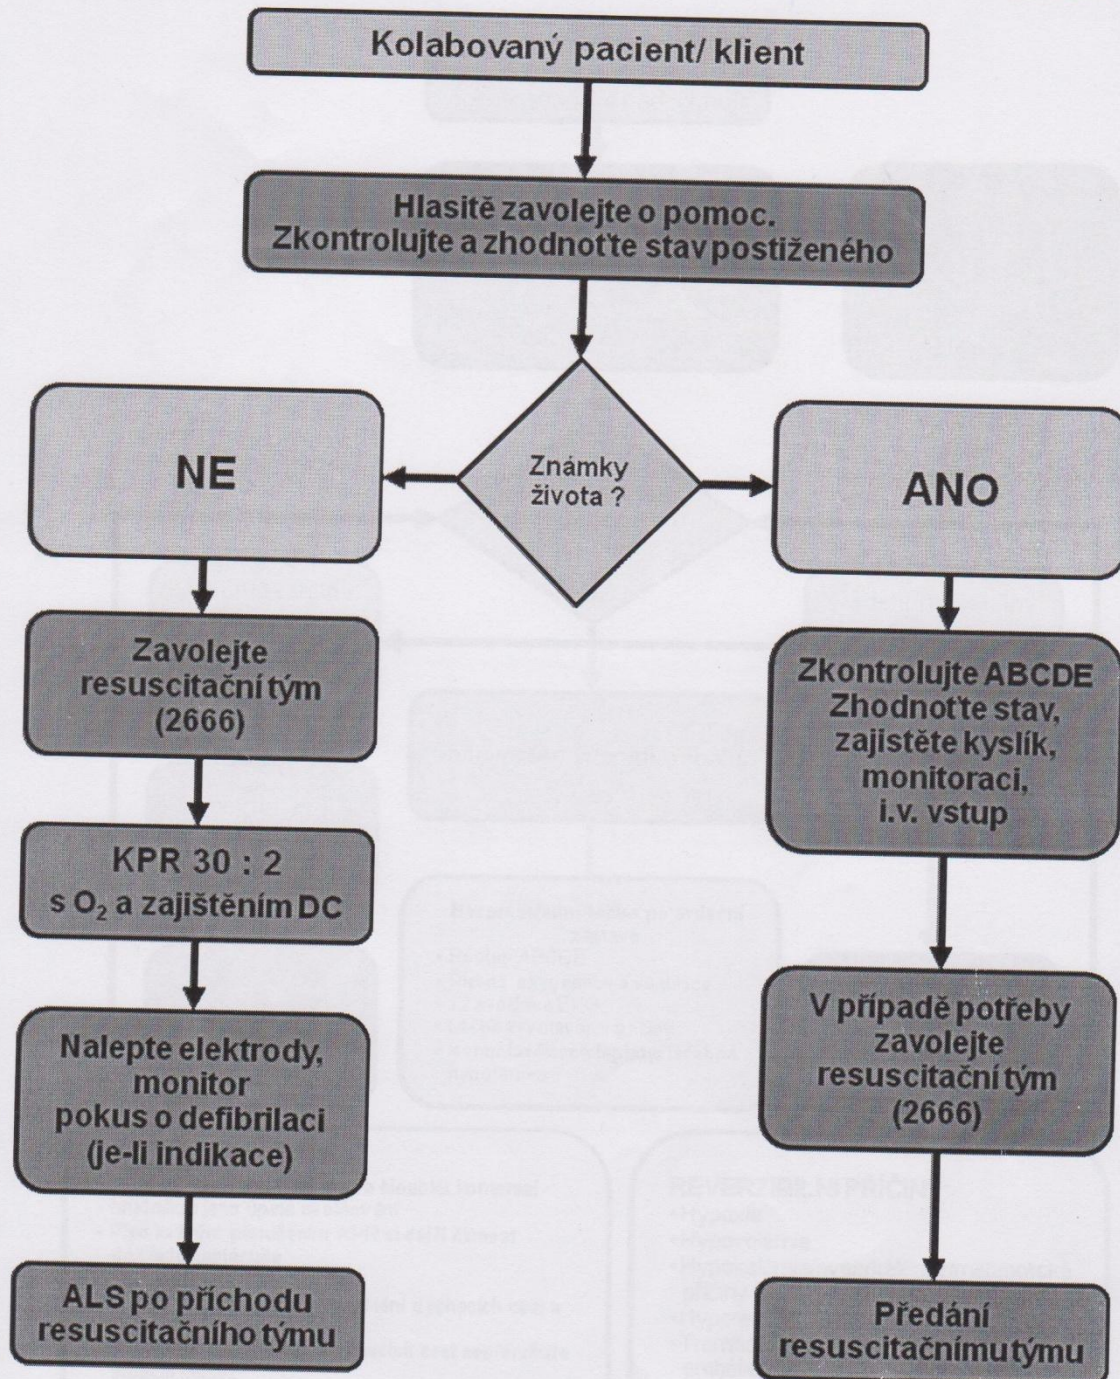 Kolabovaný pacient/ klient
Hlasitě zavolejte o pomoc.
Zkontrolujte a zhodnoťte stav postiženého
Známky
života ?
NE
Zavolejte
resuscitační tým
(2666)
KPR 30 : 2
s O₂ a zajištěním DC
Nalepte elektrody,
monitor
pokus o defibrilaci
(je-li indikace)
ALS po příchodu
resuscitačního týmu
ANO
Zkontrolujte ABCDE
Zhodnoťte stav,
zajistěte kyslík,
monitoraci,
i.v. vstup
V případě potřeby
zavolejte
resuscitační tým
(2666)
Předání
resuscitačnímu týmu
REVERZIBILNÍ PŘÍČINY